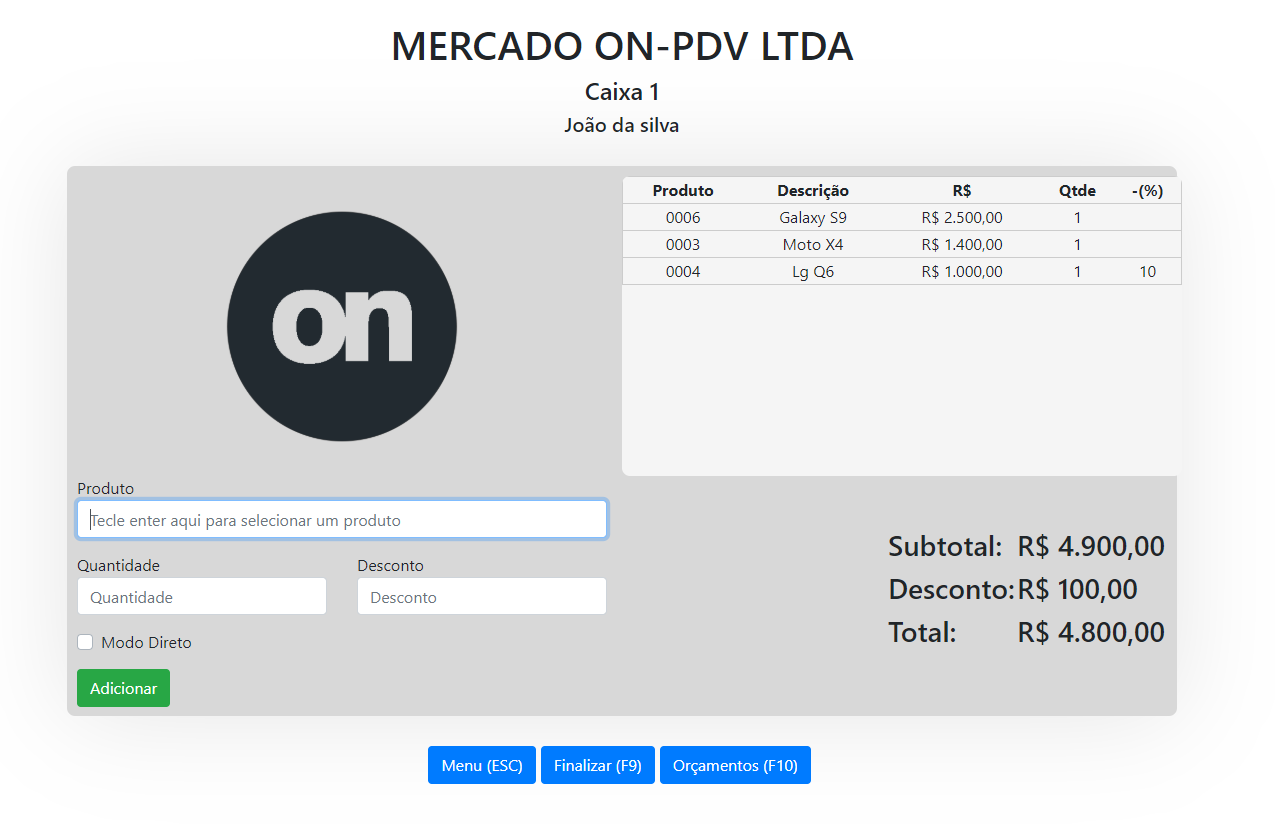 MERCADO ON-PDV LTDA
Caixa 1
João da silva
on
Produto Descrição R$ Qtde -(%)
0006 Galaxy S9 R$ 2.500,00 1
0003 Moto X4 R$ 1.400,00 1
0004 Lg Q6 R$ 1.000,00 1 10
Produto
Tecle enter aqui para selecionar um produto
Quantidade Desconto
Quantidade Desconto
Modo Direto
Adicionar
Subtotal: R$ 4.900,00
Desconto: R$ 100,00
Total: R$ 4.800,00
Menu (ESC) Finalizar (F9) Orçamentos (F10)